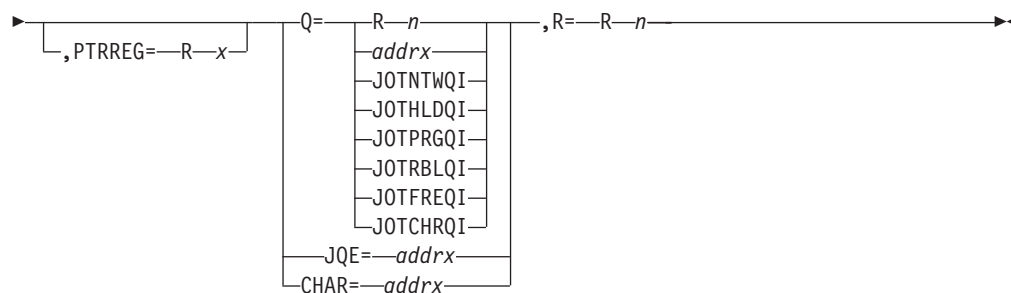 Q= R n ,R= R n
,PTRREG= R x addrx
JOTNTWQI
JOTHLDQI
JOTPRGQI
JOTRBLQI
JOTFREQI
JOTCHRQI
JQE= addrx
CHAR= addrx